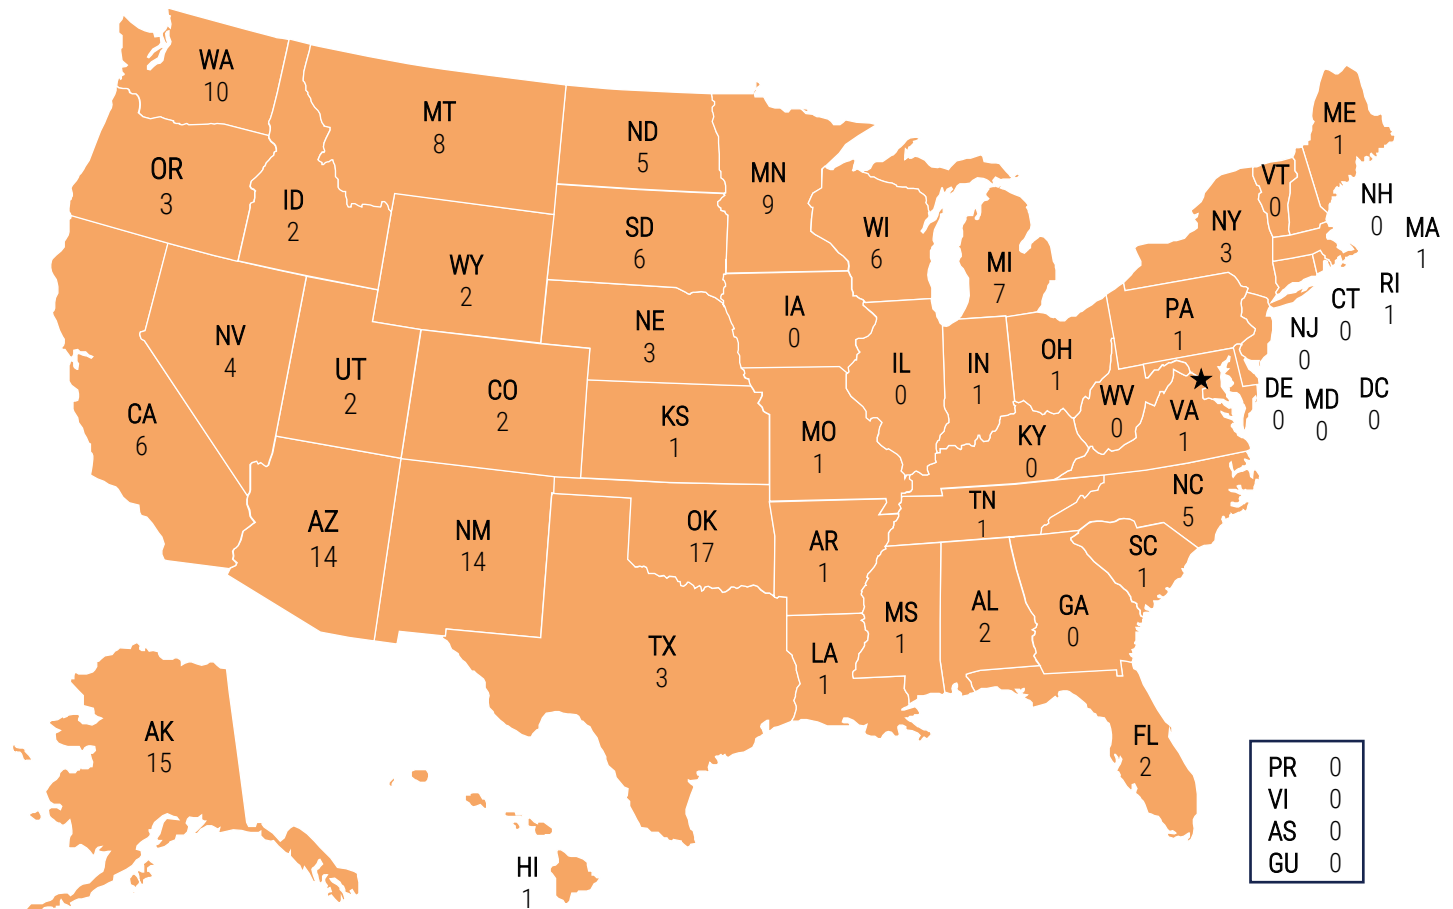 WA
10
MT
8
ND
5
MN
9
ME
1
OR
3
ID
2
VT
0
NH
0
NY
3
MA
1
WI
6
SD
6
WY
2
MI
7
RI
1
CT
0
IA
0
PA
1
NJ
0
NE
3
NV
4
UT
2
CO
2
IL
0
IN
1
OH
1
WV
0
VA
1
DE
0
MD
0
DC
0
CA
6
KS
1
MO
1
KY
0
NC
5
TN
1
AZ
14
NM
14
OK
17
AR
1
SC
1
MS
1
AL
2
GA
0
TX
3
LA
1
AK
15
FL
2
HI
1
PR 0
VI 0
AS 0
GU 0